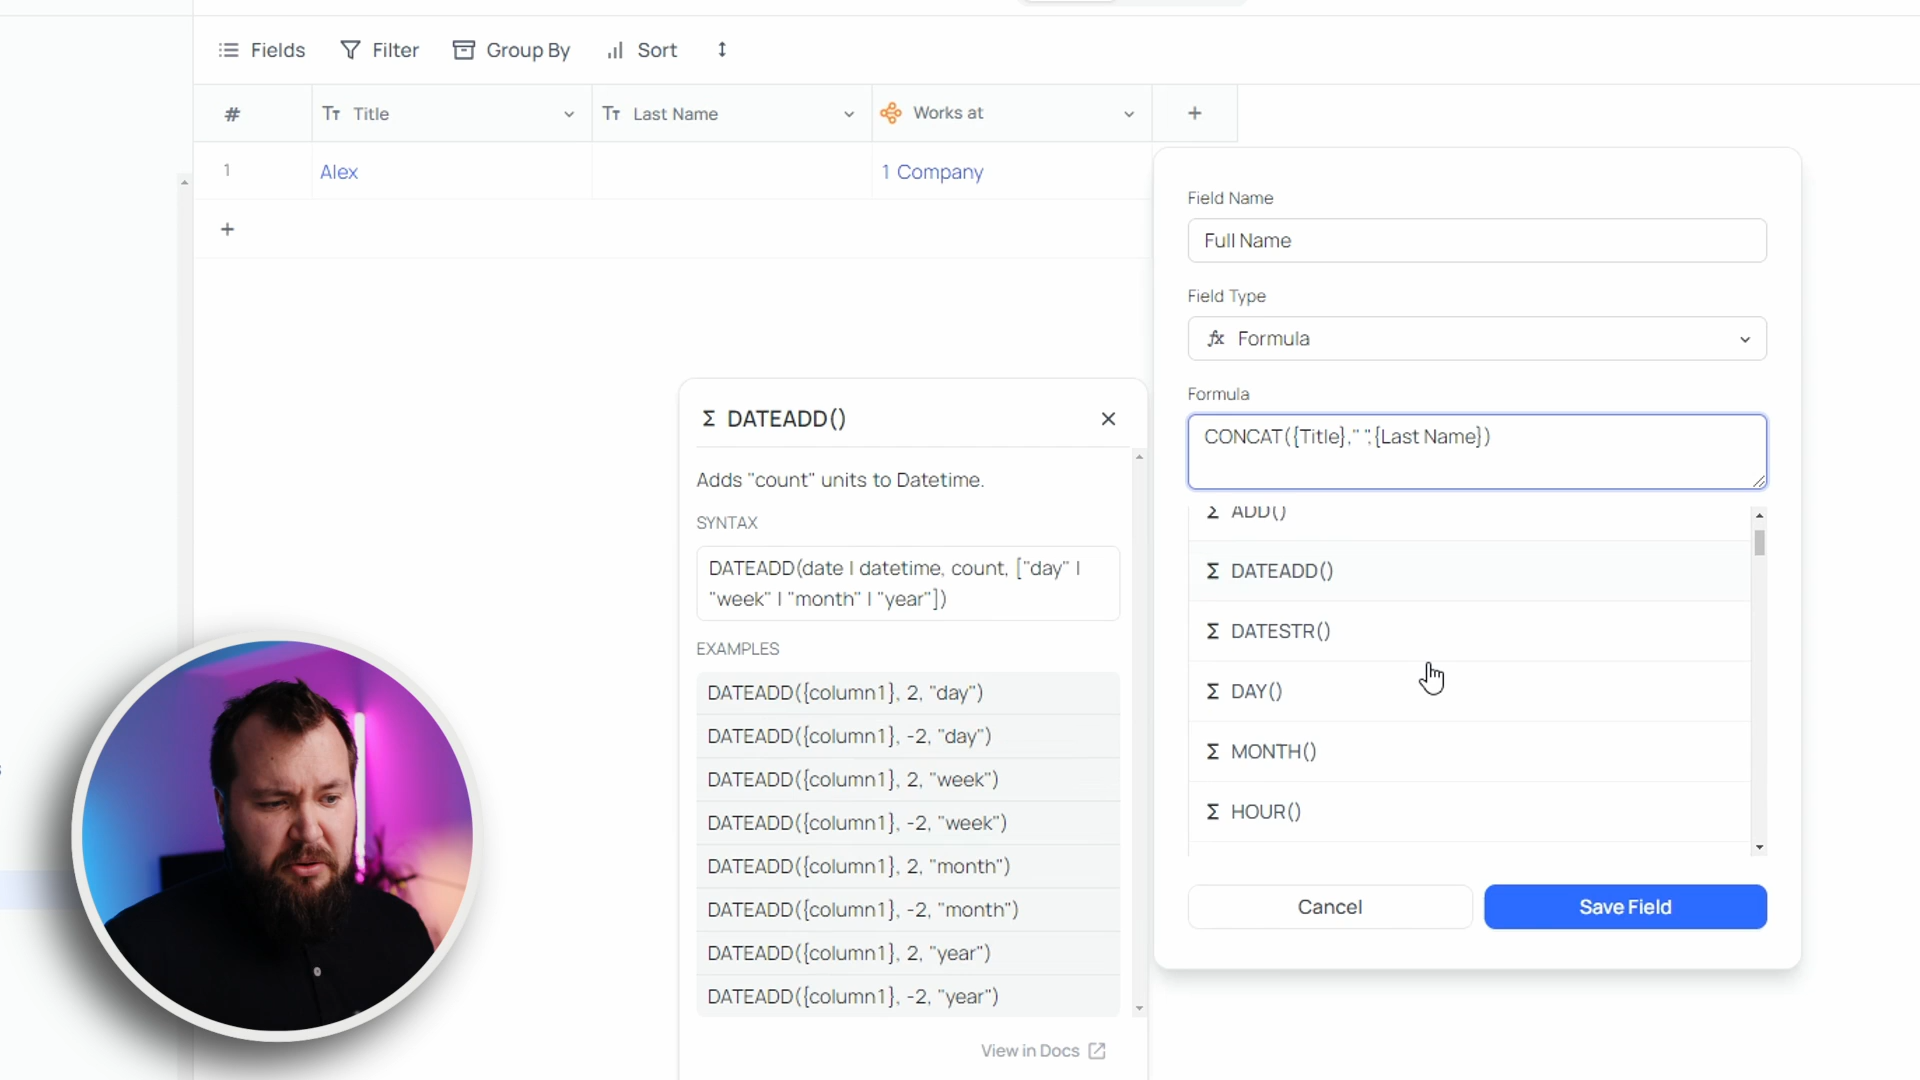 Fields Filter Group By Sort
# Title Last Name Works at +
1 Alex 1 Company
+
Field Name
Full Name
Field Type
fx Formula
Formula
CONCAT({Title}," ",{Last Name})
Σ ADD()
Σ DATEADD()
Σ DATESTR()
Σ DAY()
Σ MONTH()
Σ HOUR()
Cancel Save Field
Σ DATEADD()
Adds "count" units to Datetime.
SYNTAX
DATEADD(date | datetime, count, ["day" |
"week" | "month" | "year"])
EXAMPLES
DATEADD({column1}, 2, "day")
DATEADD({column1}, -2, "day")
DATEADD({column1}, 2, "week")
DATEADD({column1}, -2, "week")
DATEADD({column1}, 2, "month")
DATEADD({column1}, -2, "month")
DATEADD({column1}, 2, "year")
DATEADD({column1}, -2, "year")
View in Docs